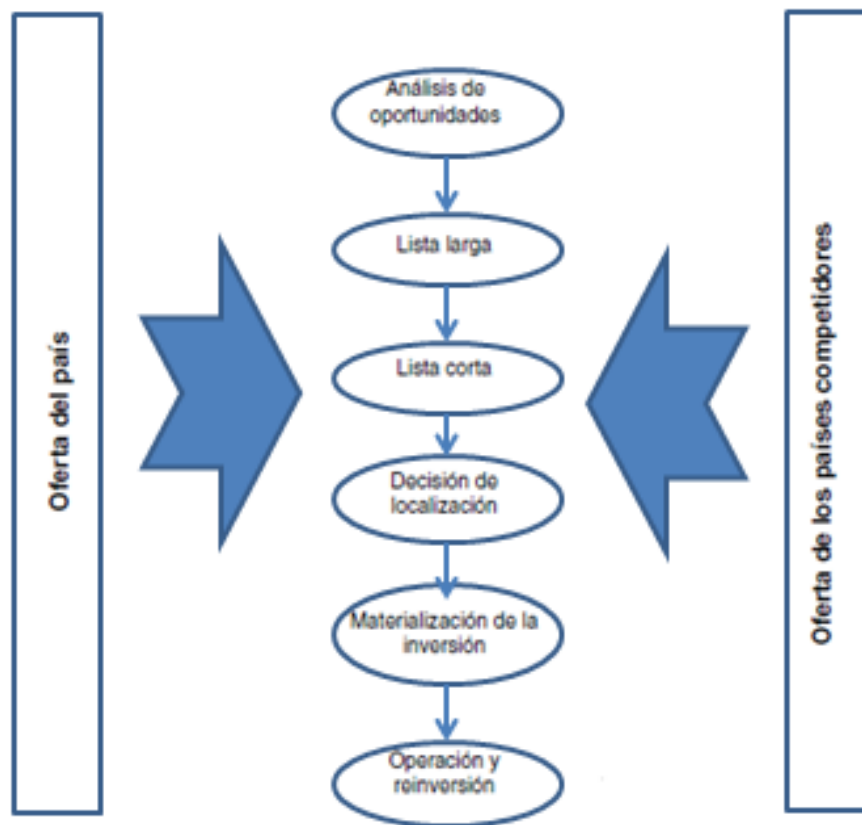 Oferta del país
Análisis de
oportunidades
Lista larga
Lista corta
Decisión de
localización
Materialización de la
inversión
Operación y
reinversión
Oferta de los países competidores